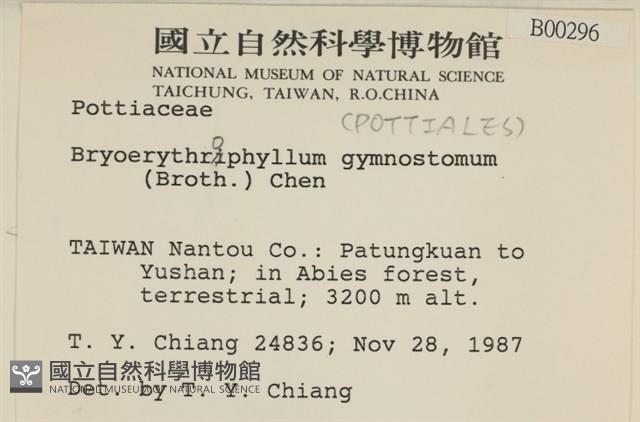 B00296
國立自然科學博物館
NATIONAL MUSEUM OF NATURAL SCIENCE
TAICHUNG, TAIWAN, R.O.CHINA
Pottiaceae
(POTTIALES)
Bryoerythrophyllum gymnostomum
(Broth.) Chen
TAIWAN Nantou Co.: Patungkuan to
Yushan; in Abies forest,
terrestrial; 3200 m alt.
T. Y. Chiang 24836; Nov 28, 1987
國立自然科學博物館
NATIONAL MUSEUM OF NATURAL SCIENCE
Det by T. Y. Chiang